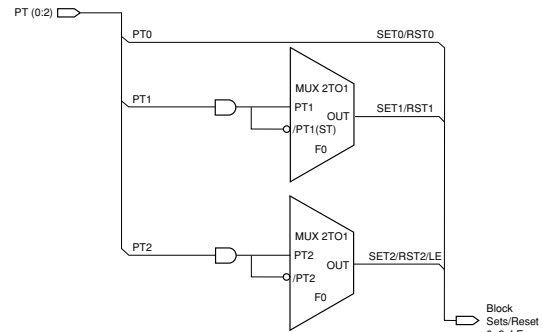 PT (0:2)
PT0
SET0/RST0
MUX 2TO1
PT1
PT1
OUT
SET1/RST1
/PT1(ST)
F0
MUX 2TO1
PT2
PT2
OUT
SET2/RST2/LE
/PT2
F0
Block
Sets/Reset